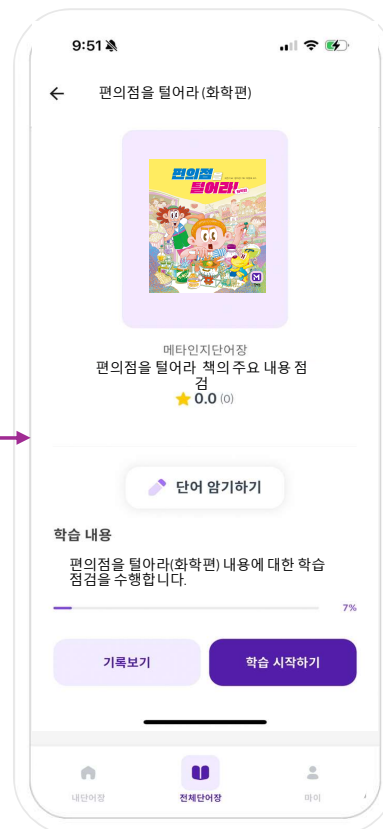 9:51
편의점을 털어라(화학편)
편의점을
털어라!
메타인지단어장
편의점을 털어라 책의 주요 내용 점
검
0.0 (0)
단어 암기하기
학습 내용
편의점을 털아라(화학편) 내용에 대한 학습
점검을 수행합니다.
7%
기록보기
학습 시작하기
내단어장
전체단어장
마이